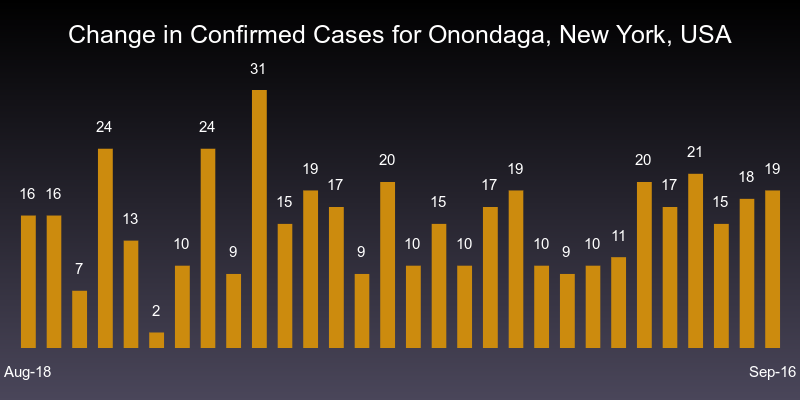 Change in Confirmed Cases for Onondaga, New York, USA
16 16 7 24 13 2 10 24 9 31 15 19 17 9 20 10 15 10 17 19 10 9 10 11 20 17 21 15 18 19
Aug-18 Sep-16